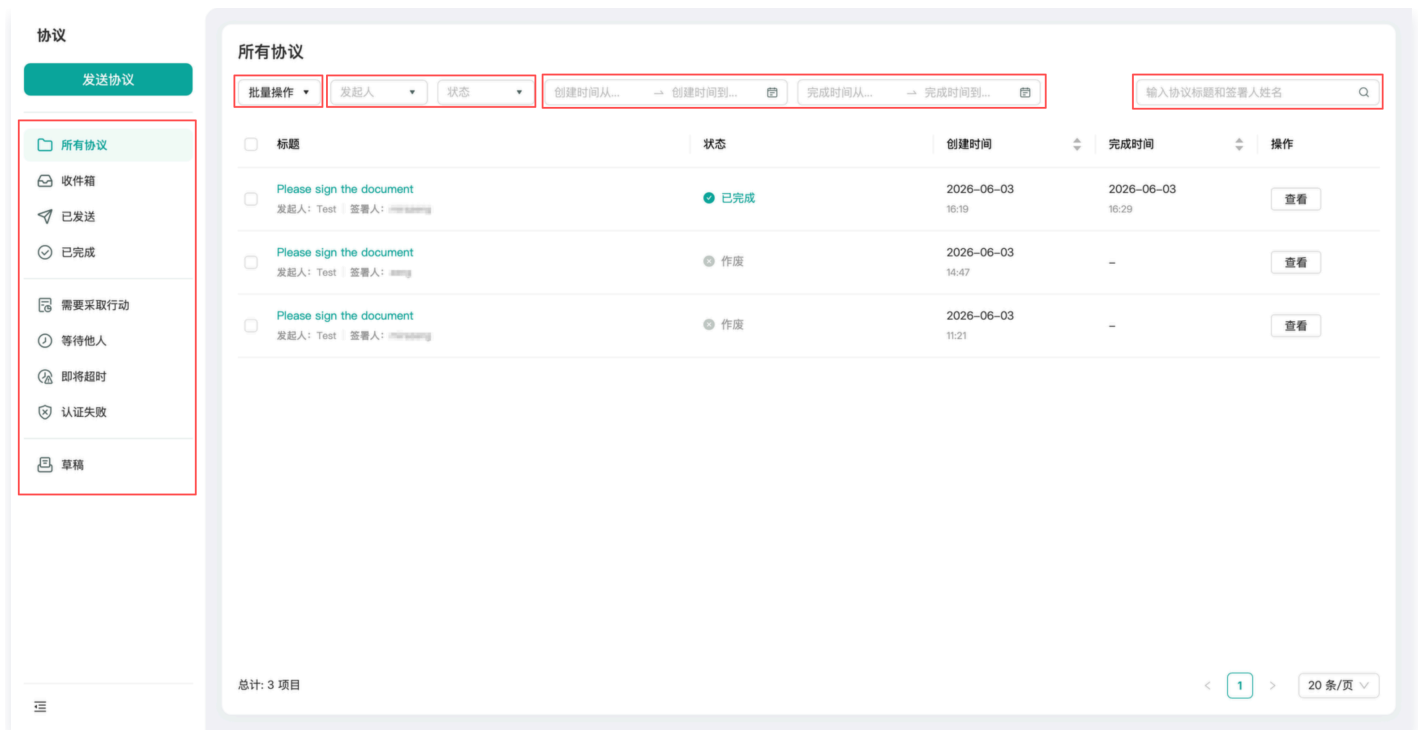 协议
发送协议
所有协议
收件箱
已发送
已完成
需要采取行动
等待他人
即将超时
认证失败
草稿
所有协议
批量操作 发起人 状态 创建时间从... → 创建时间到... 完成时间从... → 完成时间到... 输入协议标题和签署人姓名
标题 状态 创建时间 完成时间 操作
Please sign the document 已完成 2026-06-03 2026-06-03 查看
发起人: Test 签署人: 16:19 16:29
Please sign the document 作废 2026-06-03 – 查看
发起人: Test 签署人: 14:47
Please sign the document 作废 2026-06-03 – 查看
发起人: Test 签署人: 11:21
总计: 3 项目 < 1 > 20 条/页